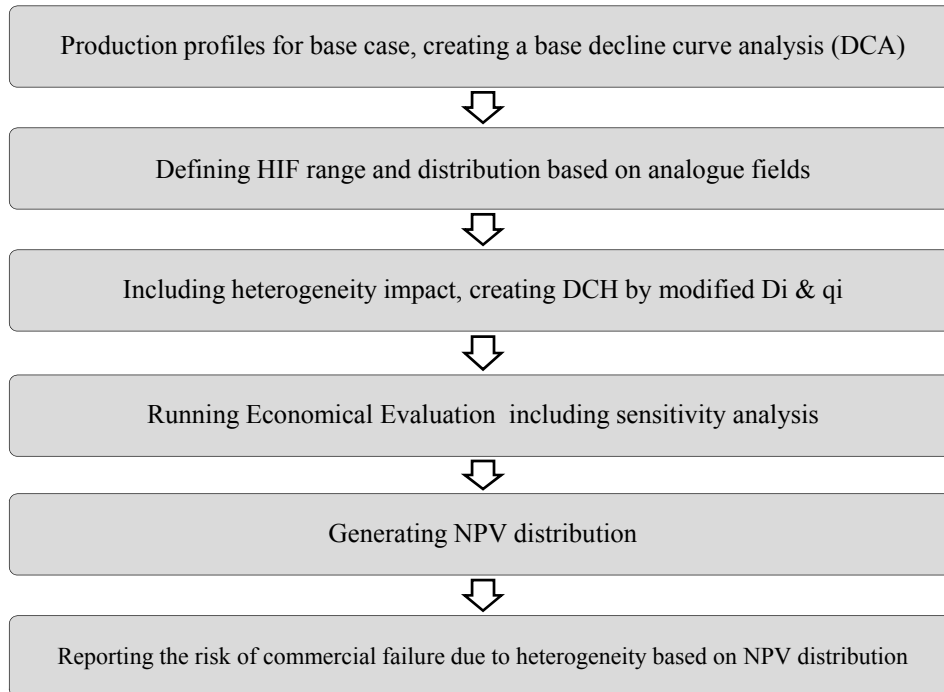 Production profiles for base case, creating a base decline curve analysis (DCA)
Defining HIF range and distribution based on analogue fields
Including heterogeneity impact, creating DCH by modified Di & qi
Running Economical Evaluation including sensitivity analysis
Generating NPV distribution
Reporting the risk of commercial failure due to heterogeneity based on NPV distribution